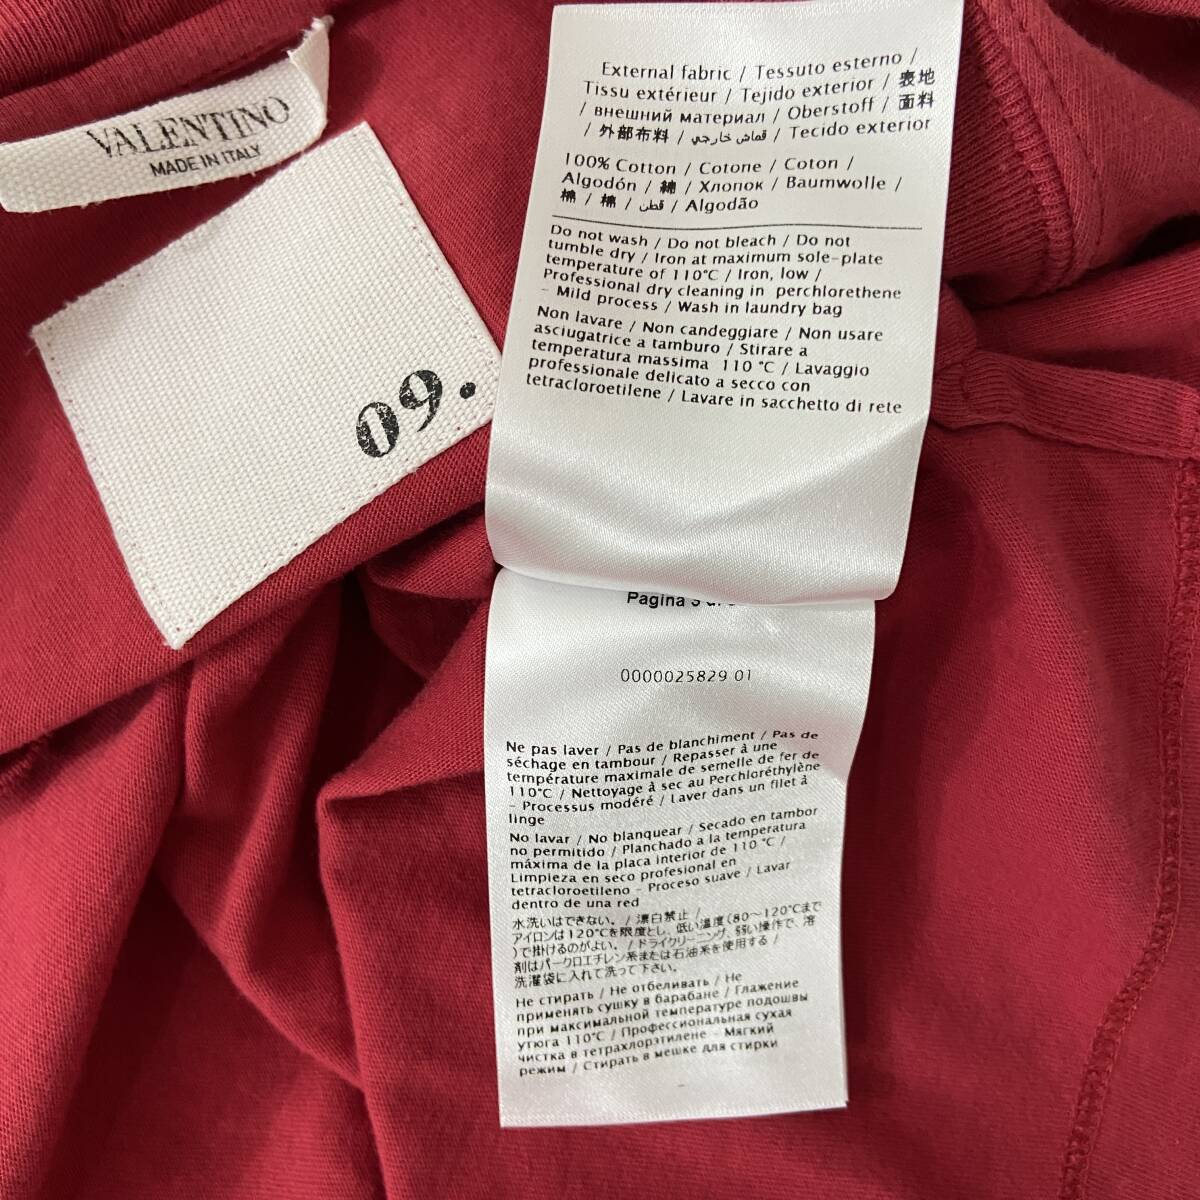 VALENTINO
MADE IN ITALY
09.
External fabric / Tessuto esterno /
Tissu extérieur / Tejido exterior / 表地
/ внешний материал / Oberstoff / 面料
/ 外部布料 / قماش خارجي / Tecido exterior
100% Cotton / Cotone / Coton /
Algodón / 綿 / Хлопок / Baumwolle /
棉 / 棉 / قطن / Algodão
Do not wash / Do not bleach / Do not
tumble dry / Iron at maximum sole-plate
temperature of 110°C / Iron, low /
Professional dry cleaning in perchlorethene
- Mild process / Wash in laundry bag
Non lavare / Non candeggiare / Non usare
asciugatrice a tamburo / Stirare a
temperatura massima 110 °C / Lavaggio
professionale delicato a secco con
tetracloroetilene / Lavare in sacchetto di rete
Pagina 3
0000025829 01
Ne pas laver / Pas de blanchiment / Pas de
séchage en tambour / Repasser à une
température maximale de semelle de fer de
110°C / Nettoyage à sec au Perchloréthylène
- Processus modéré / Laver dans un filet à
linge
No lavar / No blanquear / Secado en tambor
no permitido / Planchado a la temperatura
máxima de la placa interior de 110 °C /
Limpieza en seco profesional en
tetracloroetileno - Proceso suave / Lavar
dentro de una red
水洗いはできない。 / 漂白禁止 /
アイロンは120℃を限度とし、低い温度(80～120℃まで
)で掛けるのがよい。 / ドライクリーニング、弱い操作で、溶
剤はパークロエチレン系または石油系を使用する /
洗濯袋に入れて洗って下さい。
Не стирать / Не отбеливать / Не
применять сушку в барабане / Глажение
при максимальной температуре подошвы
утюга 110°C / Профессиональная сухая
чистка в тетрахлорэтилене - Мягкий
режим / Стирать в мешке для стирки